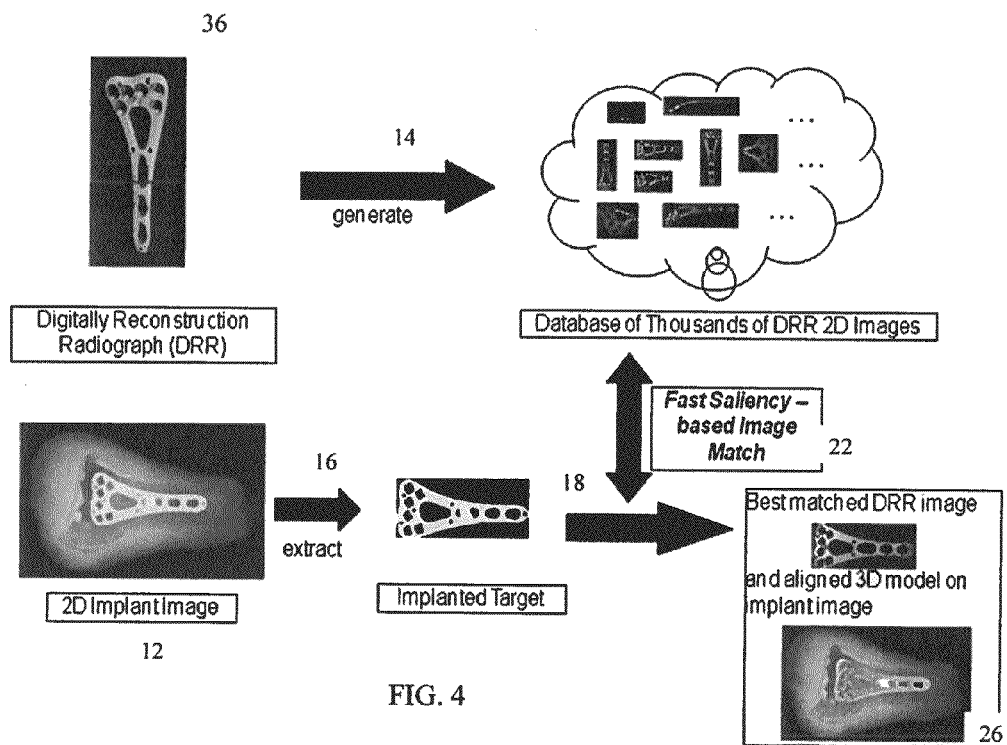 36
14
generate
...
...
...
Digitally Reconstruction
Radiograph (DRR)
Database of Thousands of DRR 2D Images
Fast Saliency –
based Image
Match
22
16
extract
18
2D Implant Image
12
Implanted Target
Best matched DRR image
and aligned 3D model on
implant image
26
FIG. 4